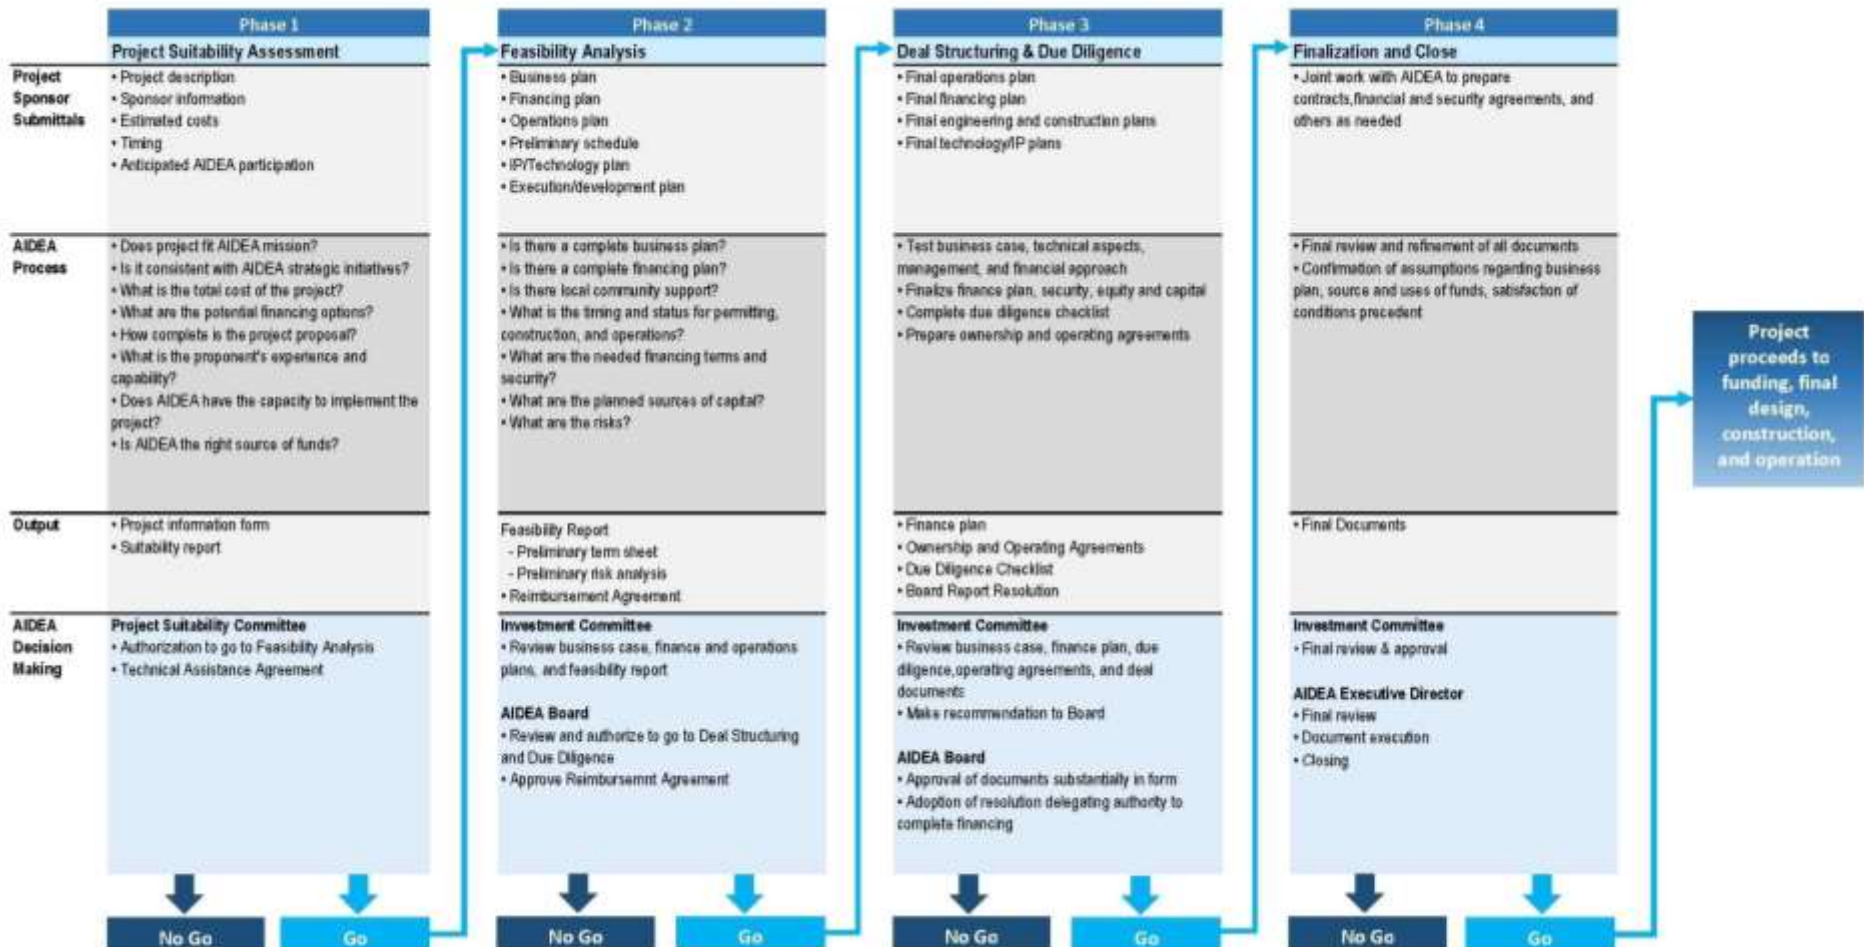 Phase 1
Project Suitability Assessment
Project
Sponsor
Submittals
• Project description
• Sponsor information
• Estimated costs
• Timing
• Anticipated AIDEA participation
AIDEA
Process
• Does project fit AIDEA mission?
• Is it consistent with AIDEA strategic initiatives?
• What is the total cost of the project?
• What are the potential financing options?
• How complete is the project proposal?
• What is the proponent's experience and
capability?
• Does AIDEA have the capacity to implement the
project?
• Is AIDEA the right source of funds?
Output
• Project information form
• Suitability report
AIDEA
Decision
Making
Project Suitability Committee
• Authorization to go to Feasibility Analysis
• Technical Assistance Agreement
No Go
Go
Phase 2
Feasibility Analysis
• Business plan
• Financing plan
• Operations plan
• Preliminary schedule
• IP/Technology plan
• Execution/development plan
• Is there a complete business plan?
• Is there a complete financing plan?
• Is there local community support?
• What is the timing and status for permitting,
construction, and operations?
• What are the needed financing terms and
security?
• What are the planned sources of capital?
• What are the risks?
Feasibility Report
- Preliminary term sheet
- Preliminary risk analysis
• Reimbursement Agreement
Investment Committee
• Review business case, finance and operations
plans, and feasibility report
AIDEA Board
• Review and authorize to go to Deal Structuring
and Due Diligence
• Approve Reimbursemnt Agreement
No Go
Go
Phase 3
Deal Structuring & Due Diligence
• Final operations plan
• Final financing plan
• Final engineering and construction plans
• Final technology/IP plans
• Test business case, technical aspects,
management, and financial approach
• Finalize finance plan, security, equity and capital
• Complete due diligence checklist
• Prepare ownership and operating agreements
• Finance plan
• Ownership and Operating Agreements
• Due Diligence Checklist
• Board Report Resolution
Investment Committee
• Review business case, finance plan, due
diligence,operating agreements, and deal
documents
• Make recommendation to Board
AIDEA Board
• Approval of documents substantially in form
• Adoption of resolution delegating authority to
complete financing
No Go
Go
Phase 4
Finalization and Close
• Joint work with AIDEA to prepare
contracts,financial and security agreements, and
others as needed
• Final review and refinement of all documents
• Confirmation of assumptions regarding business
plan, source and uses of funds, satisfaction of
conditions precedent
• Final Documents
Investment Committee
• Final review & approval
AIDEA Executive Director
• Final review
• Document execution
• Closing
No Go
Go
Project
proceeds to
funding, final
design,
construction,
and operation